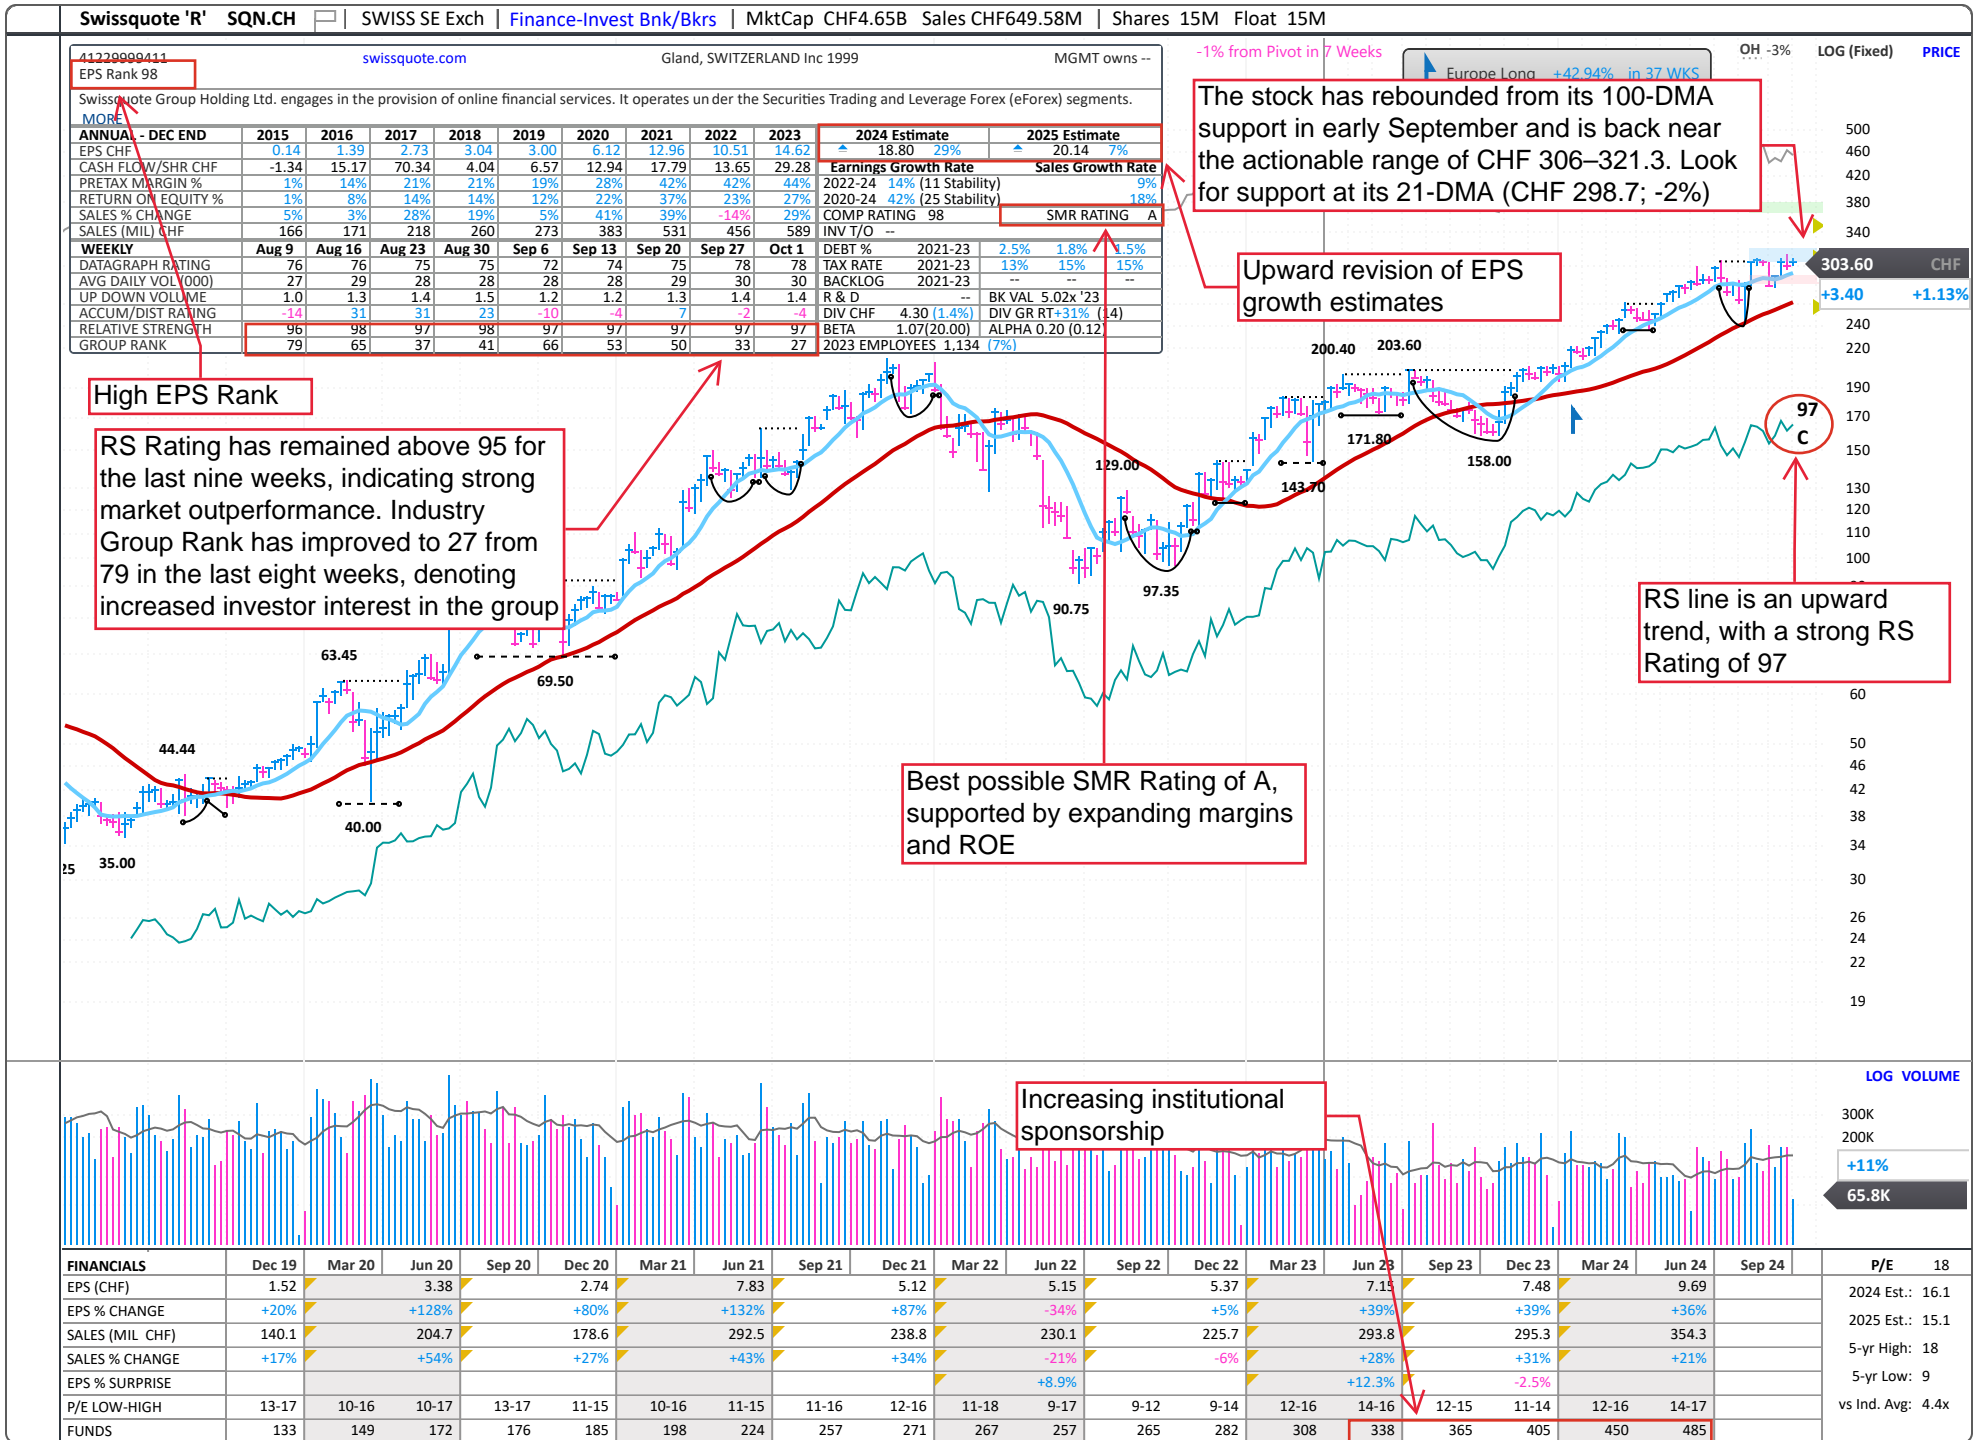 Swissquote 'R' SQN.CH SWISS SE Exch Finance-Invest Bnk/Bkrs MktCap CHF4.65B Sales CHF649.58M Shares 15M Float 15M
41229999411 swissquote.com Gland, SWITZERLAND Inc 1999 MGMT owns --
EPS Rank 98
Swissquote Group Holding Ltd. engages in the provision of online financial services. It operates under the Securities Trading and Leverage Forex (eForex) segments.
MORE
ANNUAL - DEC END 2015 2016 2017 2018 2019 2020 2021 2022 2023 2024 Estimate 2025 Estimate
EPS CHF 0.14 1.39 2.73 3.04 3.00 6.12 12.96 10.51 14.62 18.80 29% 20.14 7%
CASH FLOW/SHR CHF -1.34 15.17 70.34 4.04 6.57 12.94 17.79 13.65 29.28 Earnings Growth Rate Sales Growth Rate
PRETAX MARGIN % 1% 14% 21% 21% 19% 28% 42% 42% 44% 2022-24 14% (11 Stability) 9%
RETURN ON EQUITY % 1% 8% 14% 14% 12% 22% 37% 23% 27% 2020-24 42% (25 Stability) 18%
SALES % CHANGE 5% 3% 28% 19% 5% 41% 39% -14% 29% COMP RATING 98 SMR RATING A
SALES (MIL) CHF 166 171 218 260 273 383 531 456 589 INV T/O --
WEEKLY Aug 9 Aug 16 Aug 23 Aug 30 Sep 6 Sep 13 Sep 20 Sep 27 Oct 1 DEBT % 2021-23 2.5% 1.8% 1.5%
DATAGRAPH RATING 76 76 75 75 72 74 75 78 78 TAX RATE 2021-23 13% 15% 15%
AVG DAILY VOL (000) 27 29 28 28 28 28 29 30 30 BACKLOG 2021-23 -- -- --
UP DOWN VOLUME 1.0 1.3 1.4 1.5 1.2 1.2 1.3 1.4 1.4 R & D -- BK VAL 5.02x '23
ACCUM/DIST RATING -14 31 31 23 -10 -4 7 -2 -4 DIV CHF 4.30 (1.4%) DIV GR RT +31% (14)
RELATIVE STRENGTH 96 98 97 98 97 97 97 97 97 BETA 1.07(20.00) ALPHA 0.20 (0.12)
GROUP RANK 79 65 37 41 66 53 50 33 27 2023 EMPLOYEES 1,134 (7%)
-1% from Pivot in 7 Weeks
Europe Long +42.94% in 37 WKS
OH -3% LOG (Fixed) PRICE
The stock has rebounded from its 100-DMA
support in early September and is back near
the actionable range of CHF 306–321.3. Look
for support at its 21-DMA (CHF 298.7; -2%)
Upward revision of EPS
growth estimates
High EPS Rank
RS Rating has remained above 95 for
the last nine weeks, indicating strong
market outperformance. Industry
Group Rank has improved to 27 from
79 in the last eight weeks, denoting
increased investor interest in the group
500
460
420
380
340
303.60 CHF
+3.40 +1.13%
240
220
190
170
150
130
120
110
100
60
50
46
42
38
34
30
26
24
22
19
200.40
203.60
171.80
158.00
129.00
143.70
97.35
90.75
69.50
63.45
44.44
40.00
35.00
25
97
C
RS line is an upward
trend, with a strong RS
Rating of 97
Best possible SMR Rating of A,
supported by expanding margins
and ROE
Increasing institutional
sponsorship
LOG VOLUME
300K
200K
+11%
65.8K
FINANCIALS Dec 19 Mar 20 Jun 20 Sep 20 Dec 20 Mar 21 Jun 21 Sep 21 Dec 21 Mar 22 Jun 22 Sep 22 Dec 22 Mar 23 Jun 23 Sep 23 Dec 23 Mar 24 Jun 24 Sep 24 P/E 18
EPS (CHF) 1.52 3.38 2.74 7.83 5.12 5.15 5.37 7.15 7.48 9.69
2024 Est.: 16.1
EPS % CHANGE +20% +128% +80% +132% +87% -34% +5% +39% +39% +36%
2025 Est.: 15.1
SALES (MIL CHF) 140.1 204.7 178.6 292.5 238.8 230.1 225.7 293.8 295.3 354.3
5-yr High: 18
SALES % CHANGE +17% +54% +27% +43% +34% -21% -6% +28% +31% +21%
5-yr Low: 9
EPS % SURPRISE +8.9% +12.3% -2.5%
vs Ind. Avg: 4.4x
P/E LOW-HIGH 13-17 10-16 10-17 13-17 11-15 10-16 11-15 11-16 12-16 11-18 9-17 9-12 9-14 12-16 14-16 12-15 11-14 12-16 14-17
FUNDS 133 149 172 176 185 198 224 257 271 267 257 265 282 308 338 365 405 450 485